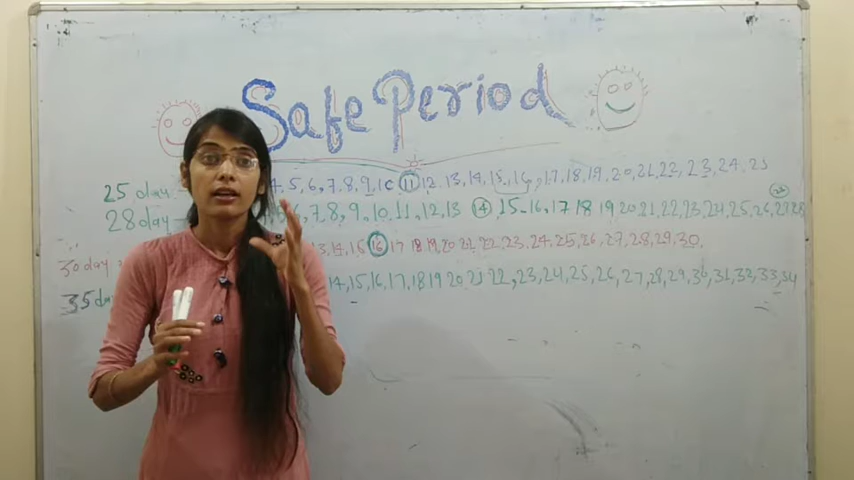 Safe Period
25 day 4, 5, 6, 7, 8, 9, 10 11 12, 13, 14, 15, 16, 17, 18, 19, 20, 21, 22, 23, 24, 25
28 day 6, 7, 8, 9, 10, 11, 12, 13 14 15, 16, 17 18 19, 20, 21, 22, 23, 24, 25, 26, 27 28
30 day 13, 14, 15 16 17 18 19, 20 21, 22, 23, 24, 25, 26, 27, 28, 29, 30,
35 da 14, 15, 16, 17, 18 19 20 21 22, 23, 24, 25, 26, 27, 28, 29, 30, 31, 32, 33, 34